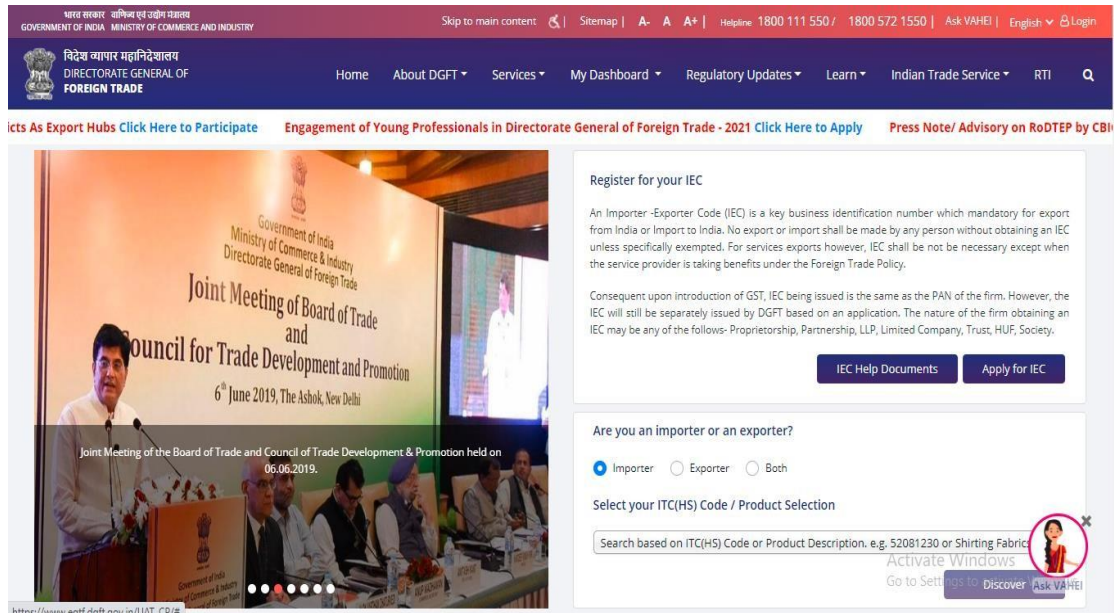 भारत सरकार वाणिज्य एवं उद्योग मंत्रालय
GOVERNMENT OF INDIA MINISTRY OF COMMERCE AND INDUSTRY
Skip to main content | Sitemap | A- A A+ | Helpline 1800 111 550 / 1800 572 1550 | Ask VAHEI | English Login
विदेश व्यापार महानिदेशालय
DIRECTORATE GENERAL OF
FOREIGN TRADE
Home About DGFT Services My Dashboard Regulatory Updates Learn Indian Trade Service RTI
icts As Export Hubs Click Here to Participate Engagement of Young Professionals in Directorate General of Foreign Trade - 2021 Click Here to Apply Press Note/ Advisory on RoDTEP by CBI
Government of India
Ministry of Commerce & Industry
Directorate General of Foreign Trade
Joint Meeting of Board of Trade
and
Council for Trade Development and Promotion
6th June 2019, The Ashok, New Delhi
Joint Meeting of the Board of Trade and Council of Trade Development & Promotion held on
06.06.2019.
Government of India
Ministry of Commerce & Industry
Register for your IEC
An Importer -Exporter Code (IEC) is a key business identification number which mandatory for export
from India or Import to India. No export or import shall be made by any person without obtaining an IEC
unless specifically exempted. For services exports however, IEC shall be not be necessary except when
the service provider is taking benefits under the Foreign Trade Policy.
Consequent upon introduction of GST, IEC being issued is the same as the PAN of the firm. However, the
IEC will still be separately issued by DGFT based on an application. The nature of the firm obtaining an
IEC may be any of the follows- Proprietorship, Partnership, LLP, Limited Company, Trust, HUF, Society.
IEC Help Documents Apply for IEC
Are you an importer or an exporter?
Importer Exporter Both
Select your ITC(HS) Code / Product Selection
Search based on ITC(HS) Code or Product Description. e.g. 52081230 or Shirting Fabrics
Activate Windows
Go to Settings to
Discover Ask VAHEI